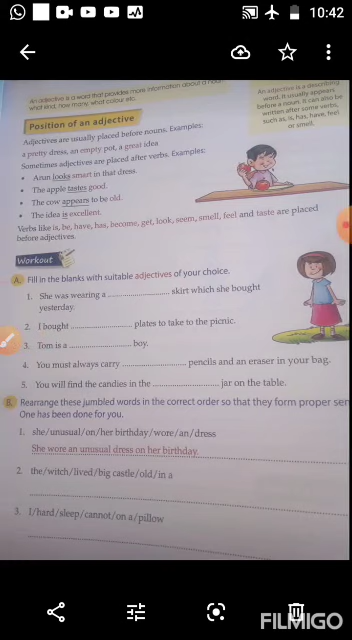 10:42
An adjective is a word that provides more information about a noun
what kind, how many, what colour etc.
An adjective is a describing
word. It usually appears
before a noun. It can also be
written after some verbs,
such as, is, has, have, feel
or smell.
Position of an adjective
Adjectives are usually placed before nouns. Examples:
a pretty dress, an empty pot, a great idea
Sometimes adjectives are placed after verbs. Examples:
• Arun looks smart in that dress.
• The apple tastes good.
• The cow appears to be old.
• The idea is excellent.
Verbs like is, be, have, has, become, get, look, seem, smell, feel and taste are placed
before adjectives.
Workout
A. Fill in the blanks with suitable adjectives of your choice.
1. She was wearing a ........................ skirt which she bought
yesterday.
2. I bought ........................ plates to take to the picnic.
3. Tom is a ........................ boy.
4. You must always carry ........................ pencils and an eraser in your bag.
5. You will find the candies in the ........................ jar on the table.
B. Rearrange these jumbled words in the correct order so that they form proper sen
One has been done for you.
1. she/unusual/on/her birthday/wore/an/dress
She wore an unusual dress on her birthday.
2. the/witch/lived/big castle/old/in a
3. I/hard/sleep/cannot/on a/pillow
FILMIGO